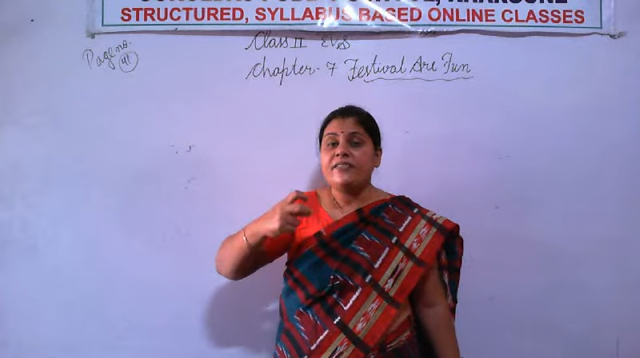 STRUCTURED, SYLLABUS BASED ONLINE CLASSES
Class II EVS
Page no. 41
Chapter - 7 Festival Are Fun